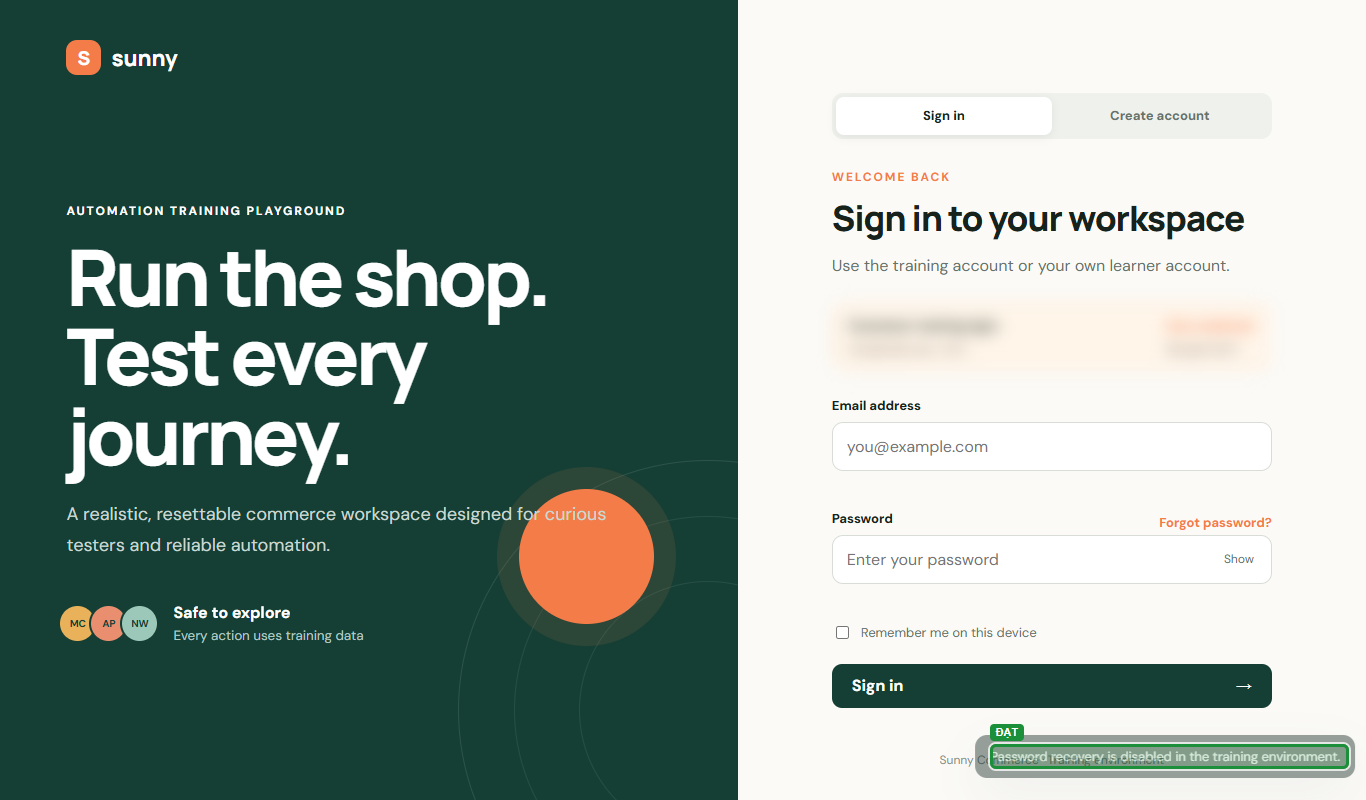 S sunny
AUTOMATION TRAINING PLAYGROUND
Run the shop.
Test every
journey.
A realistic, resettable commerce workspace designed for curious
testers and reliable automation.
MC AP NW
Safe to explore
Every action uses training data
Sign in
Create account
WELCOME BACK
Sign in to your workspace
Use the training account or your own learner account.
Email address
you@example.com
Password
Forgot password?
Enter your password
Show
Remember me on this device
Sign in →
ĐẠT
Password recovery is disabled in the training environment.
Sunny